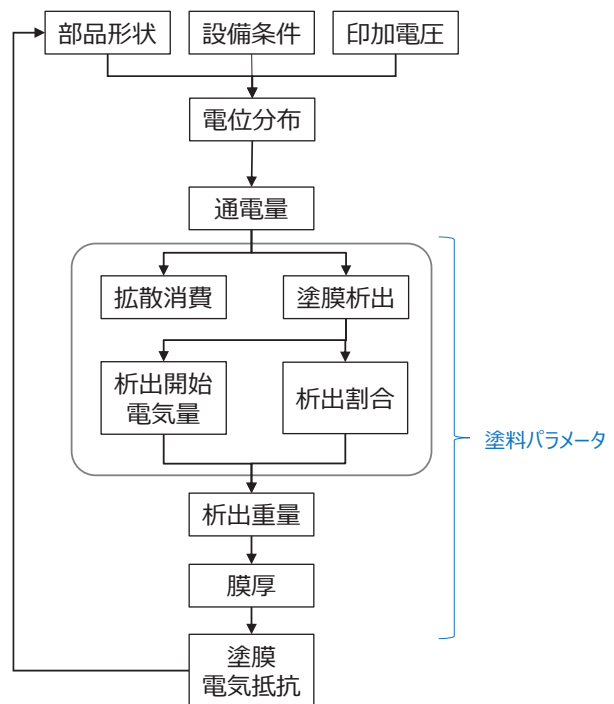 部品形状
設備条件
印加電圧
電位分布
通電量
拡散消費
塗膜析出
析出開始
電気量
析出割合
塗料パラメータ
析出重量
膜厚
塗膜
電気抵抗